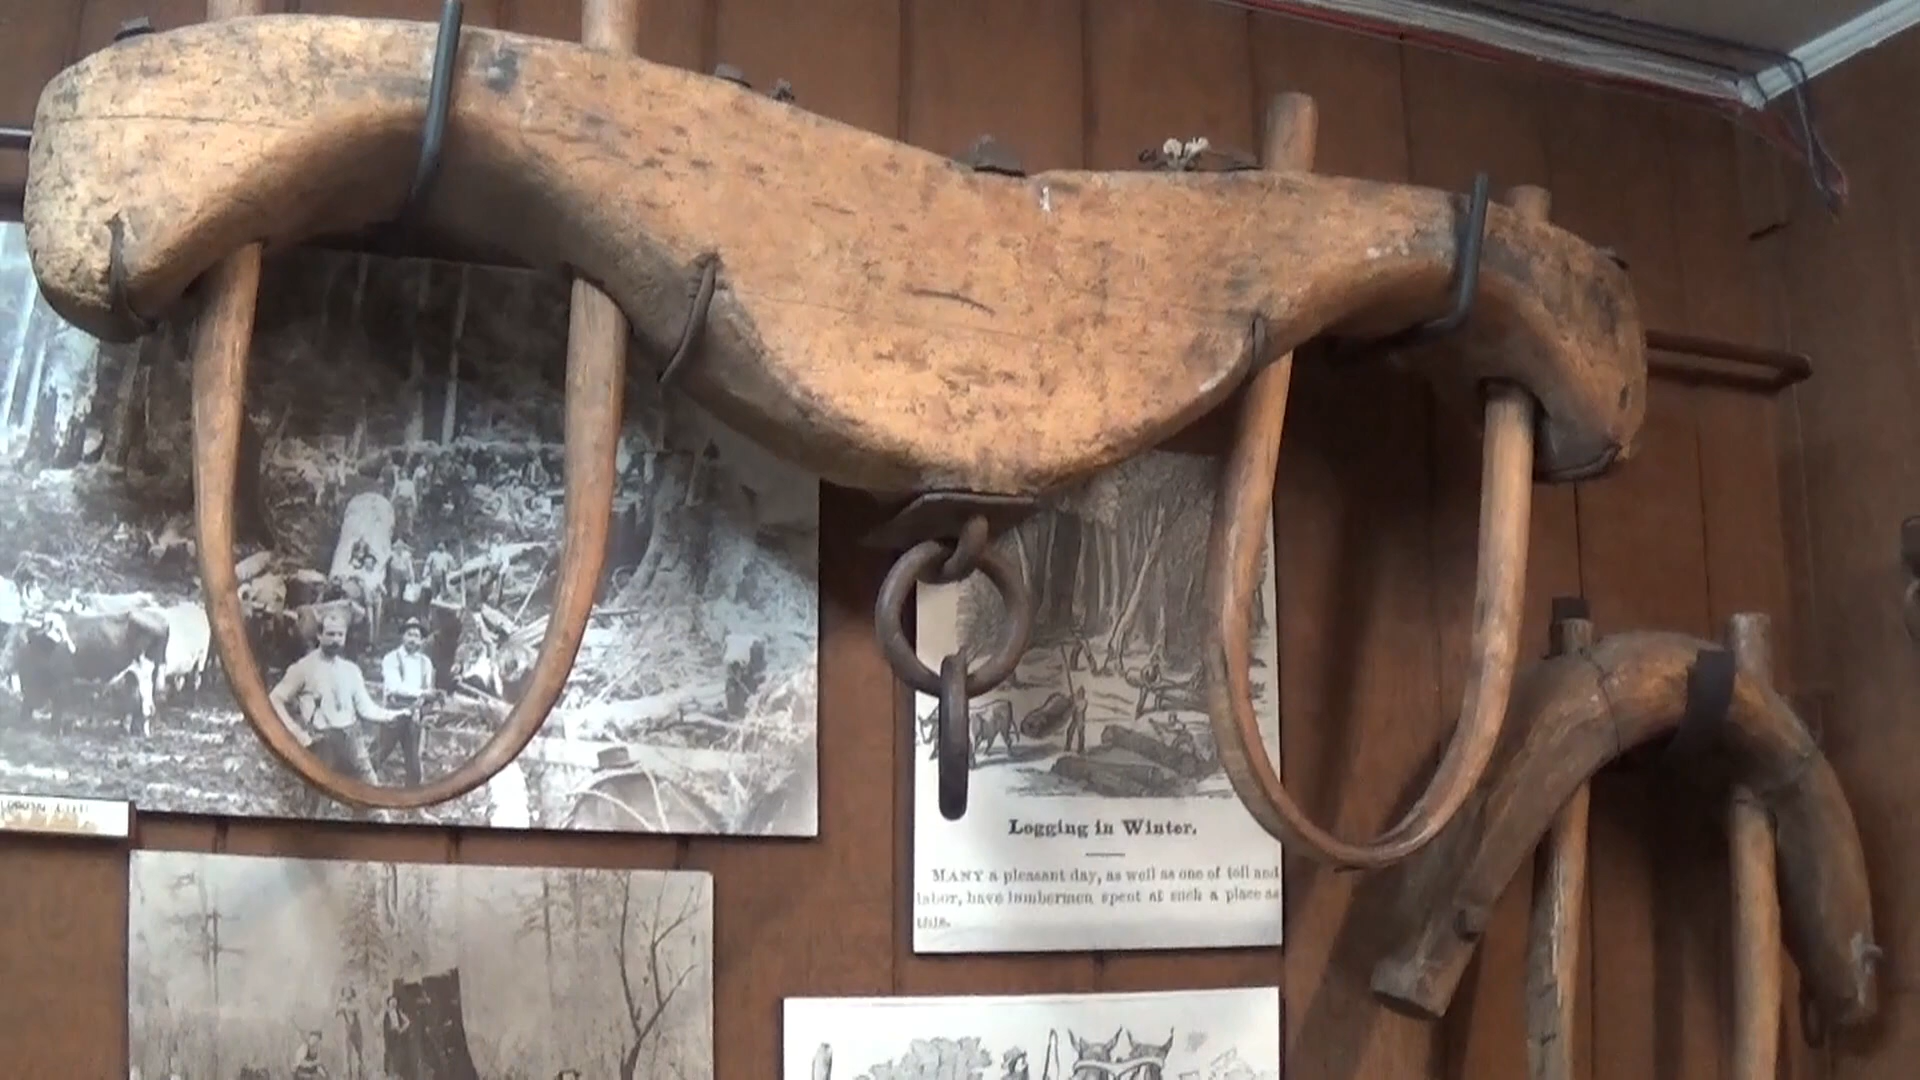 Logging in Winter.
MANY a pleasant day, as well as one of toil and
labor, have lumbermen spent at such a place as
this.